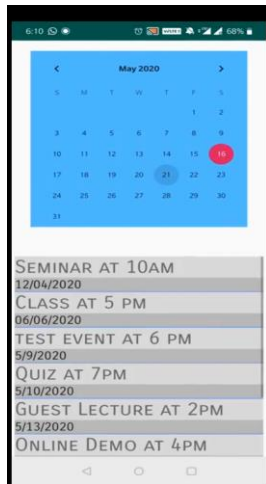 6:10 68%
May 2020
S M T W T F S
1 2
3 4 5 6 7 8 9
10 11 12 13 14 15 16
17 18 19 20 21 22 23
24 25 26 27 28 29 30
31
Seminar at 10am
12/04/2020
Class at 5 pm
06/06/2020
test event at 6 pm
5/9/2020
Quiz at 7pm
5/10/2020
Guest Lecture at 2pm
5/13/2020
Online Demo at 4pm